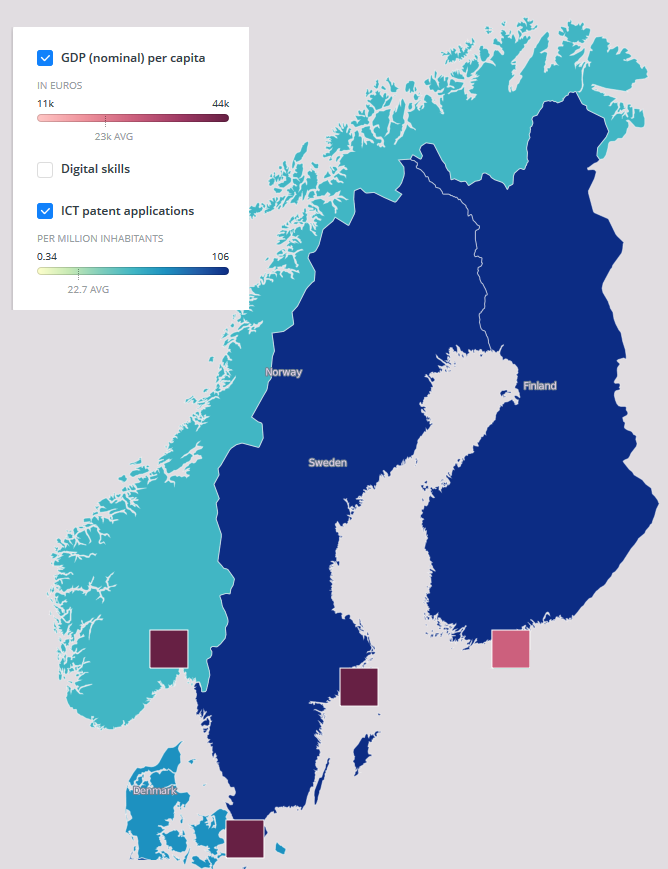 GDP (nominal) per capita
IN EUROS
11k 44k
23k AVG
Digital skills
ICT patent applications
PER MILLION INHABITANTS
0.34 106
22.7 AVG
Norway
Finland
Sweden
Denmark